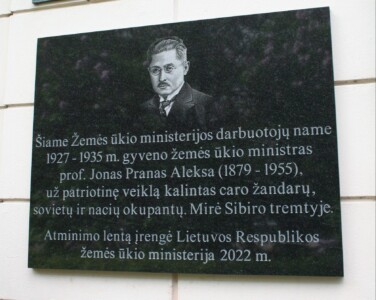 Šiame Žemės ūkio ministerijos darbuotojų name
1927 - 1935 m. gyveno žemės ūkio ministras
prof. Jonas Pranas Aleksa (1879 - 1955),
už patriotinę veiklą kalintas caro žandarų,
sovietų ir nacių okupantų. Mirė Sibiro tremtyje.
Atminimo lentą įrengė Lietuvos Respublikos
žemės ūkio ministerija 2022 m.